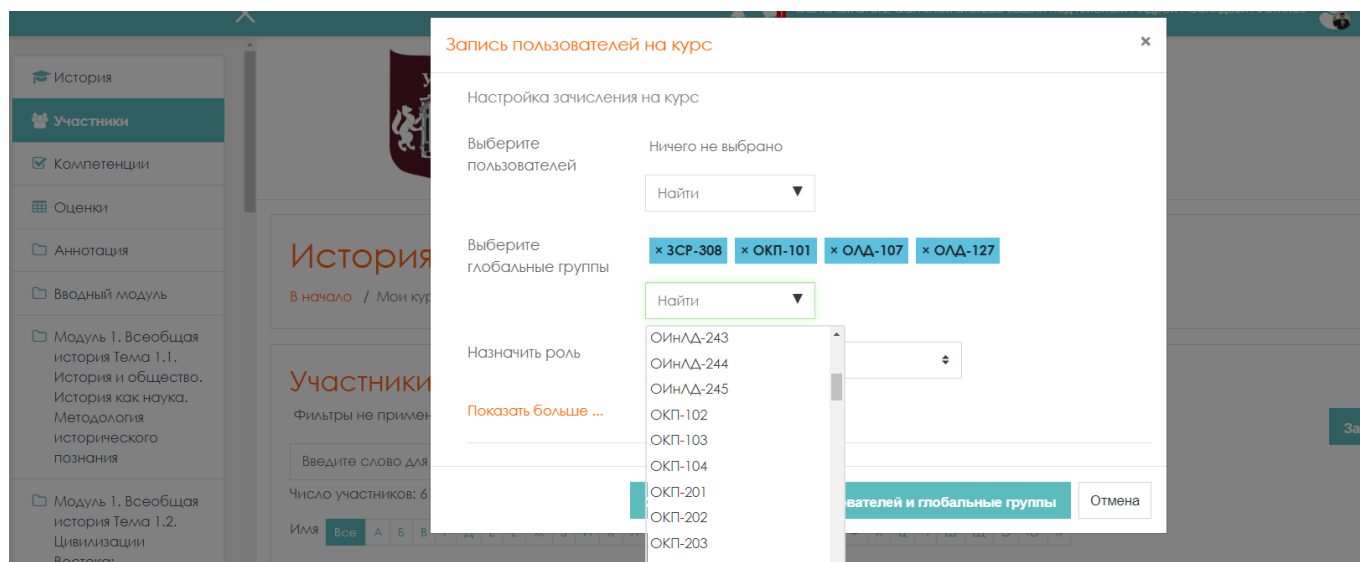 Запись пользователей на курс
×
Настройка зачисления на курс
Выберите пользователей
Ничего не выбрано
Найти ▼
Выберите глобальные группы
× ЗСР-308 × ОКП-101 × ОЛД-107 × ОЛД-127
Найти ▼
ОИнЛД-243
ОИнЛД-244
ОИнЛД-245
ОКП-102
ОКП-103
ОКП-104
ОКП-201
ОКП-202
ОКП-203
Назначить роль
Показать больше ...
вателей и глобальные группы
Отмена
История
Участники
Компетенции
Оценки
Аннотация
Вводный модуль
Модуль 1. Всеобщая
история Тема 1.1.
История и общество.
История как наука.
Методология
исторического
познания
Модуль 1. Всеобщая
история Тема 1.2.
Цивилизации
Востока:
История
В начало / Мои кур
Участники
Фильтры не примен
Введите слово для
Число участников: 6
Имя Все А Б В
За